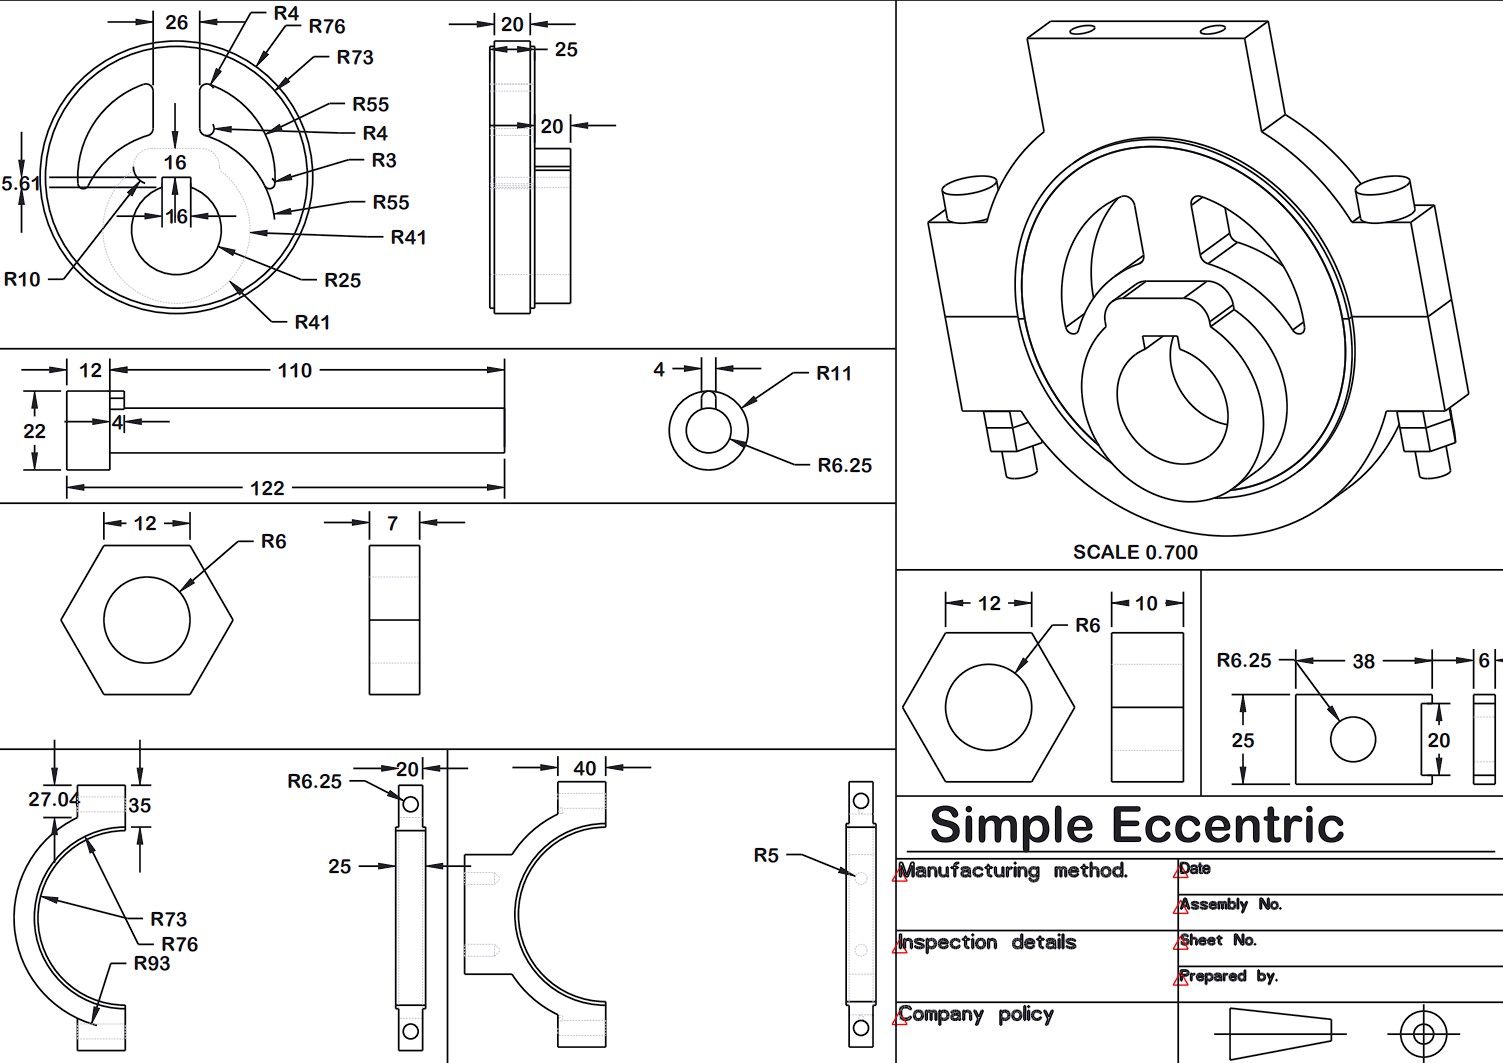 26
R4
R76
R73
R55
R4
R3
16
5.61
R55
16
R41
R10
R25
R41
20
25
20
12
110
22
4
122
4
R11
R6.25
12
R6
7
27.04
35
R73
R76
R93
R6.25
20
25
40
R5
SCALE 0.700
12
10
R6
R6.25
38
6
25
20
Simple Eccentric
Manufacturing method.
Date
Assembly No.
Inspection details
Sheet No.
Prepared by.
Company policy